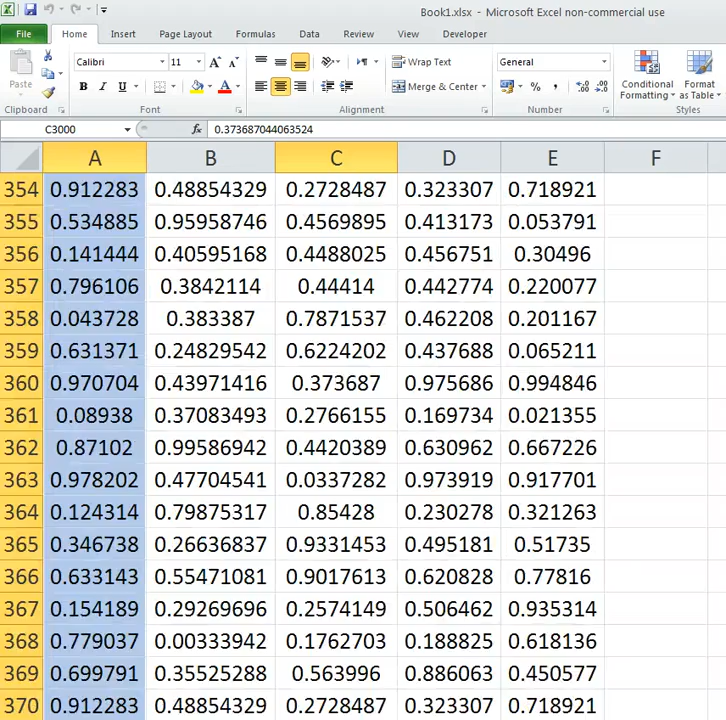 Book1.xlsx - Microsoft Excel non-commercial use
File Home Insert Page Layout Formulas Data Review View Developer
Paste Calibri 11 A A Wrap Text General
B I U A Merge & Center % , Conditional Formatting Format as Table
Clipboard Font Alignment Number Styles
C3000 fx 0.373687044063524
A B C D E F
354 0.912283 0.48854329 0.2728487 0.323307 0.718921
355 0.534885 0.95958746 0.4569895 0.413173 0.053791
356 0.141444 0.40595168 0.4488025 0.456751 0.30496
357 0.796106 0.3842114 0.44414 0.442774 0.220077
358 0.043728 0.383387 0.7871537 0.462208 0.201167
359 0.631371 0.24829542 0.6224202 0.437688 0.065211
360 0.970704 0.43971416 0.373687 0.975686 0.994846
361 0.08938 0.37083493 0.2766155 0.169734 0.021355
362 0.87102 0.99586942 0.4420389 0.630962 0.667226
363 0.978202 0.47704541 0.0337282 0.973919 0.917701
364 0.124314 0.79875317 0.85428 0.230278 0.321263
365 0.346738 0.26636837 0.9331453 0.495181 0.51735
366 0.633143 0.55471081 0.9017613 0.620828 0.77816
367 0.154189 0.29269696 0.2574149 0.506462 0.935314
368 0.779037 0.00333942 0.1762703 0.188825 0.618136
369 0.699791 0.35525288 0.563996 0.886063 0.450577
370 0.912283 0.48854329 0.2728487 0.323307 0.718921